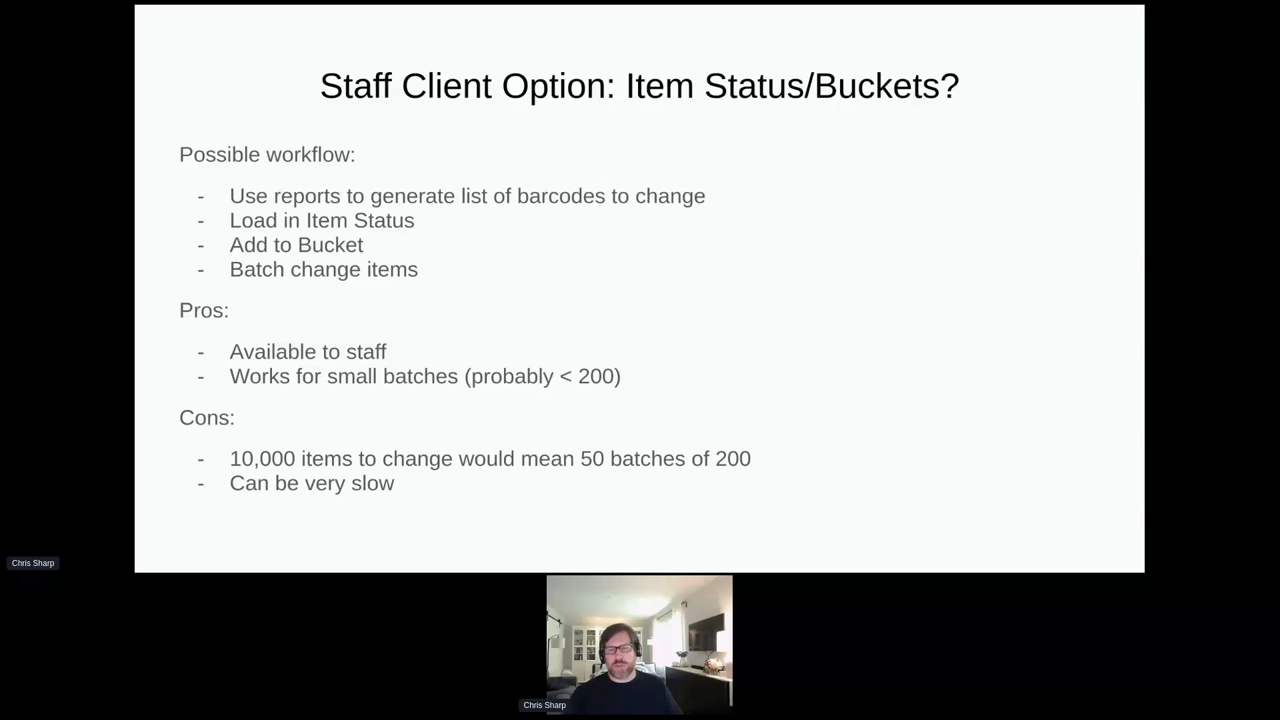 Staff Client Option: Item Status/Buckets?
Possible workflow:
- Use reports to generate list of barcodes to change
- Load in Item Status
- Add to Bucket
- Batch change items
Pros:
- Available to staff
- Works for small batches (probably < 200)
Cons:
- 10,000 items to change would mean 50 batches of 200
- Can be very slow
Chris Sharp
Chris Sharp